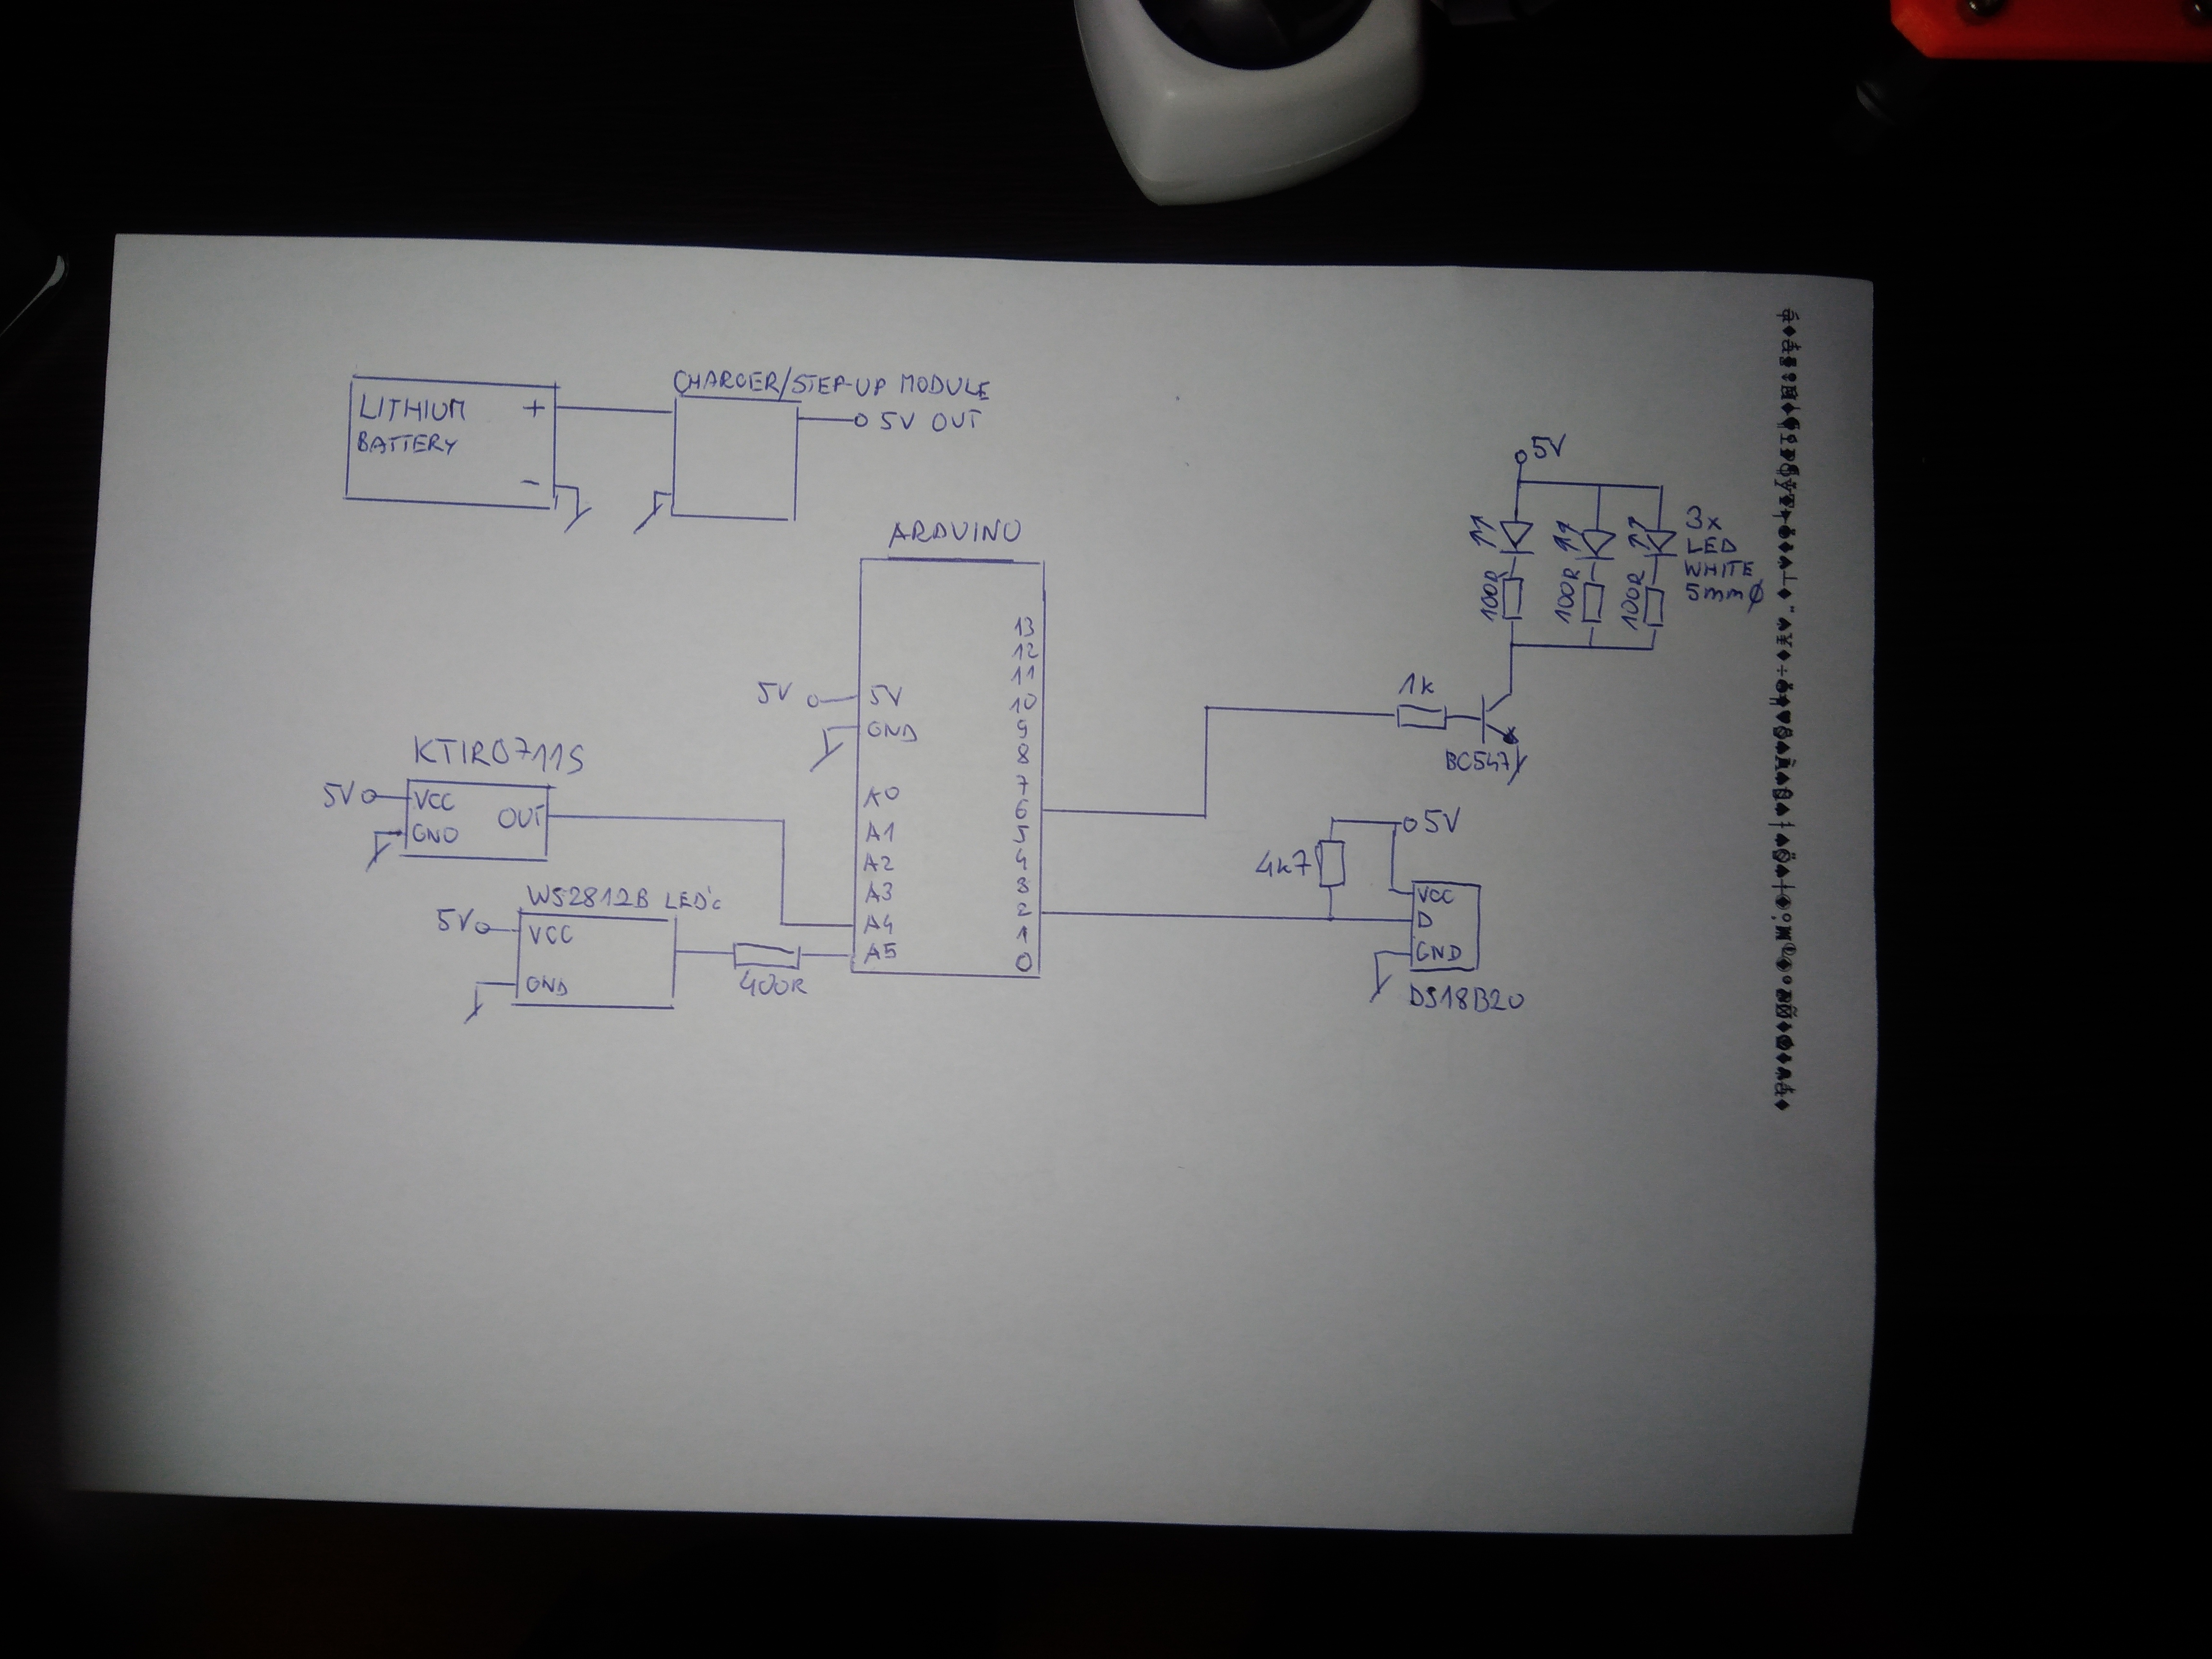 CHARGER/STEP-UP MODULE
LITHIUM +
BATTERY
-
5V OUT
ARDUINO
13
12
11
10
9
8
7
6
5
4
3
2
1
0
5V
5V
GND
A0
A1
A2
A3
A4
A5
KTIR0711S
5V
VCC
GND
OUT
WS2812B LED's
5V
VCC
GND
400R
5V
100R
100R
100R
3x
LED
WHITE
5mm∅
1k
BC547
5V
4k7
VCC
D
GND
DS18B20